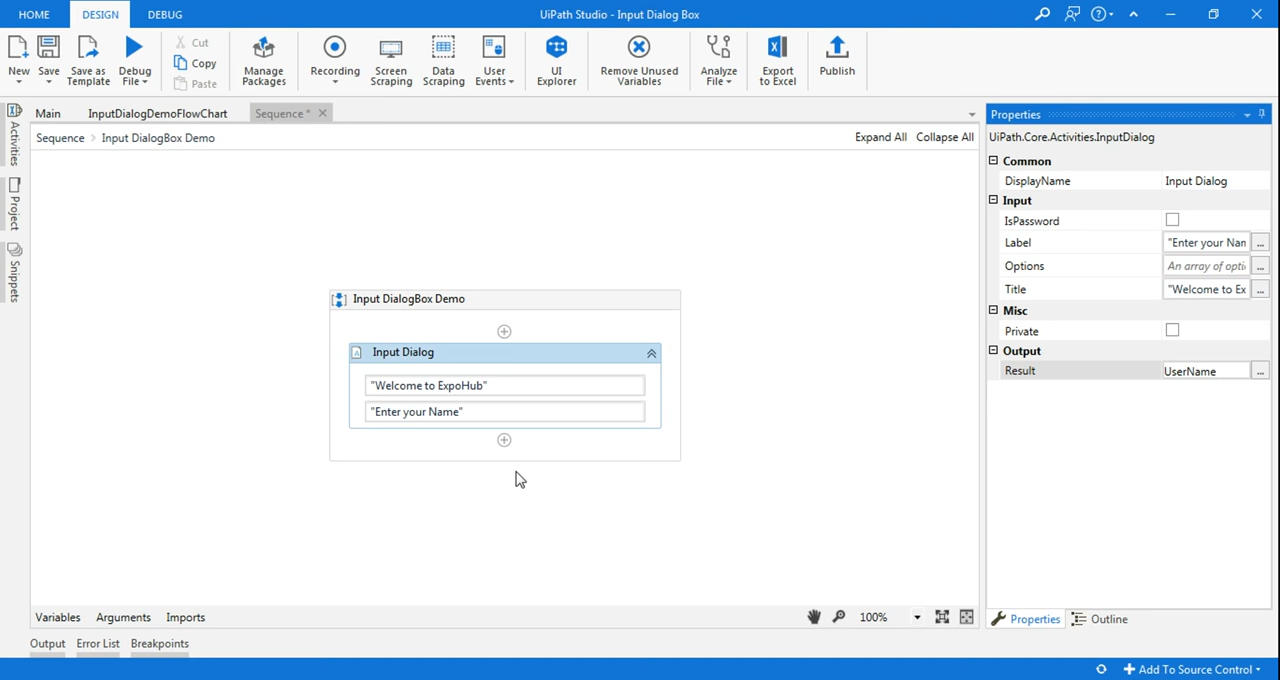 HOME DESIGN DEBUG UiPath Studio - Input Dialog Box
New Save Save as Template Debug File Cut Copy Paste Manage Packages Recording Screen Scraping Data Scraping User Events UI Explorer Remove Unused Variables Analyze File Export to Excel Publish
Main InputDialogDemoFlowChart Sequence * Properties
Sequence > Input DialogBox Demo Expand All Collapse All
UiPath.Core.Activities.InputDialog
Activities
Project
Snippets
Input DialogBox Demo
Input Dialog
"Welcome to ExpoHub"
"Enter your Name"
Common
DisplayName Input Dialog
Input
IsPassword
Label "Enter your Nan ...
Options An array of opti ...
Title "Welcome to Ex ...
Misc
Private
Output
Result UserName ...
Variables Arguments Imports 100% Properties Outline
Output Error List Breakpoints
Add To Source Control